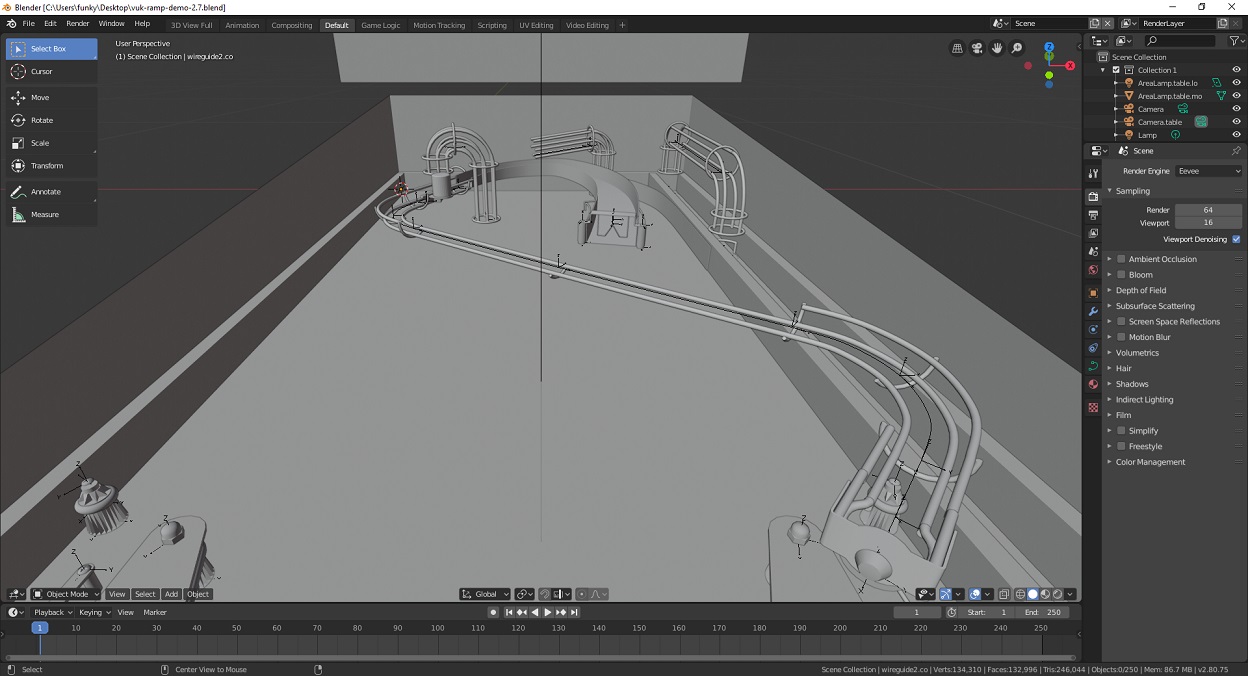 Blender [C:\Users\funky\Desktop\vuk-ramp-demo-2.7.blend]
File Edit Render Window Help
3D View Full Animation Compositing Default Game Logic Motion Tracking Scripting UV Editing Video Editing +
Scene
RenderLayer
Select Box
Cursor
Move
Rotate
Scale
Transform
Annotate
Measure
User Perspective
(1) Scene Collection | wireguide2.co
Z
X
Scene Collection
Collection 1
AreaLamp.table.lo
AreaLamp.table.mo
Camera
Camera.table
Lamp
Scene
Render Engine Eevee
Sampling
Render 64
Viewport 16
Viewport Denoising
Ambient Occlusion
Bloom
Depth of Field
Subsurface Scattering
Screen Space Reflections
Motion Blur
Volumetrics
Hair
Shadows
Indirect Lighting
Film
Simplify
Freestyle
Color Management
Object Mode View Select Add Object
Global
Playback Keying View Marker
1 Start: 1 End: 250
1 10 20 30 40 50 60 70 80 90 100 110 120 130 140 150 160 170 180 190 200 210 220 230 240 250
Select
Center View to Mouse
Scene Collection | wireguide2.co | Verts:134,310 | Faces:132,996 | Tris:246,044 | Objects:0/250 | Mem: 86.7 MB | v2.80.75